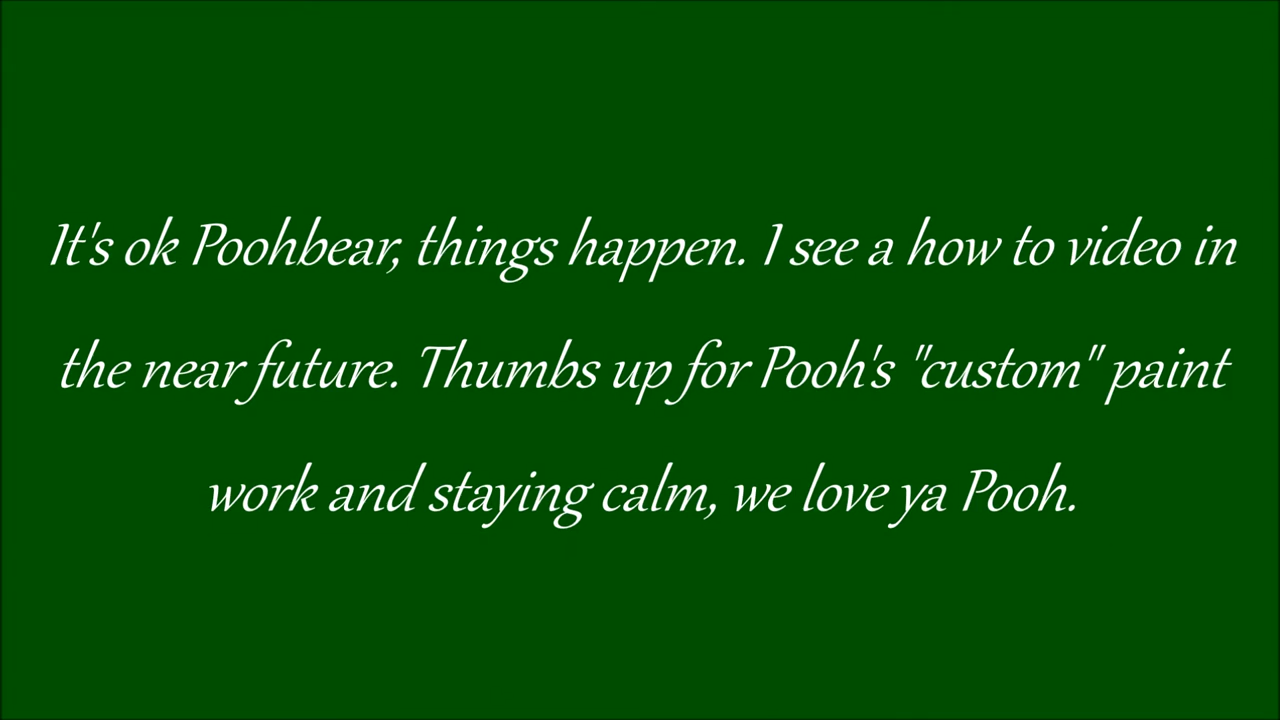 It's ok Poohbear, things happen. I see a how to video in
the near future. Thumbs up for Pooh's "custom" paint
work and staying calm, we love ya Pooh.